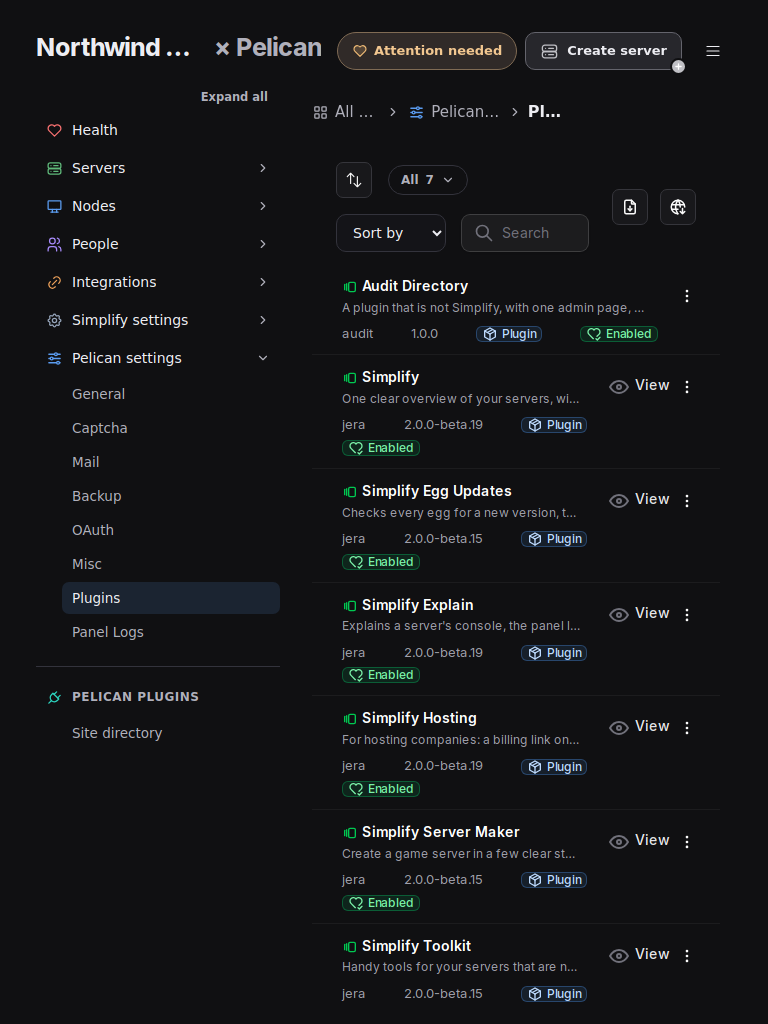 Northwind ... × Pelican
Attention needed
Create server
Expand all
All ... > Pelican... > Pl...
Health
Servers
Nodes
People
Integrations
Simplify settings
Pelican settings
General
Captcha
Mail
Backup
OAuth
Misc
Plugins
Panel Logs
PELICAN PLUGINS
Site directory
All 7
Sort by
Search
Audit Directory
A plugin that is not Simplify, with one admin page, ...
audit 1.0.0 Plugin Enabled
Simplify
View
One clear overview of your servers, wi...
jera 2.0.0-beta.19 Plugin
Enabled
Simplify Egg Updates
View
Checks every egg for a new version, t...
jera 2.0.0-beta.15 Plugin
Enabled
Simplify Explain
View
Explains a server's console, the panel l...
jera 2.0.0-beta.19 Plugin
Enabled
Simplify Hosting
View
For hosting companies: a billing link on...
jera 2.0.0-beta.19 Plugin
Enabled
Simplify Server Maker
View
Create a game server in a few clear st...
jera 2.0.0-beta.15 Plugin
Enabled
Simplify Toolkit
View
Handy tools for your servers that are n...
jera 2.0.0-beta.15 Plugin